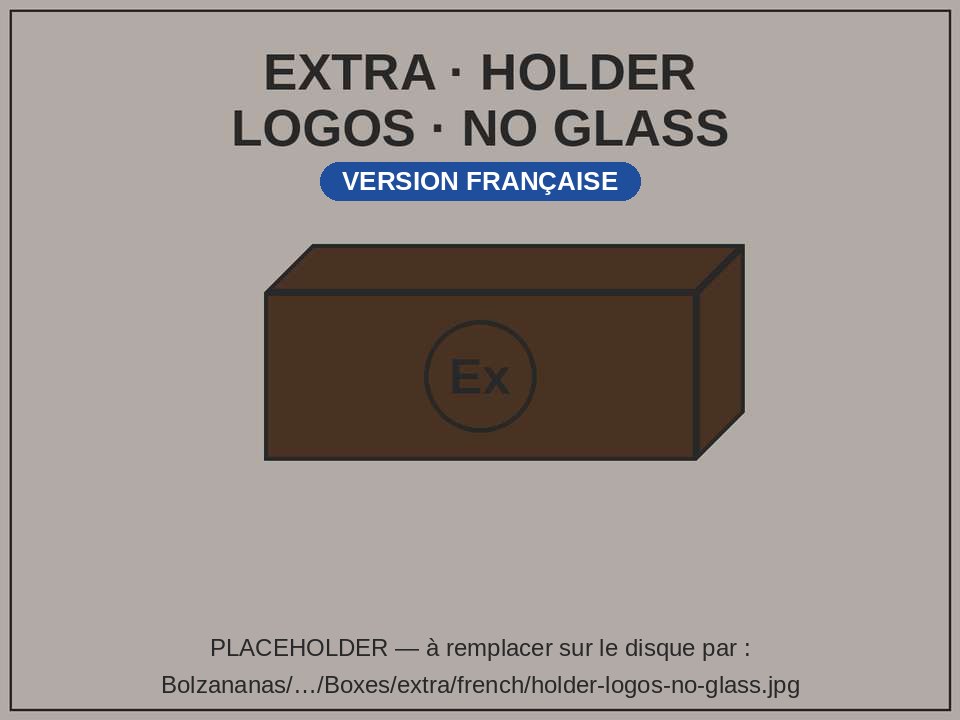 EXTRA · HOLDER
LOGOS · NO GLASS
VERSION FRANÇAISE
Ex
PLACEHOLDER — à remplacer sur le disque par :
Bolzananas/…/Boxes/extra/french/holder-logos-no-glass.jpg